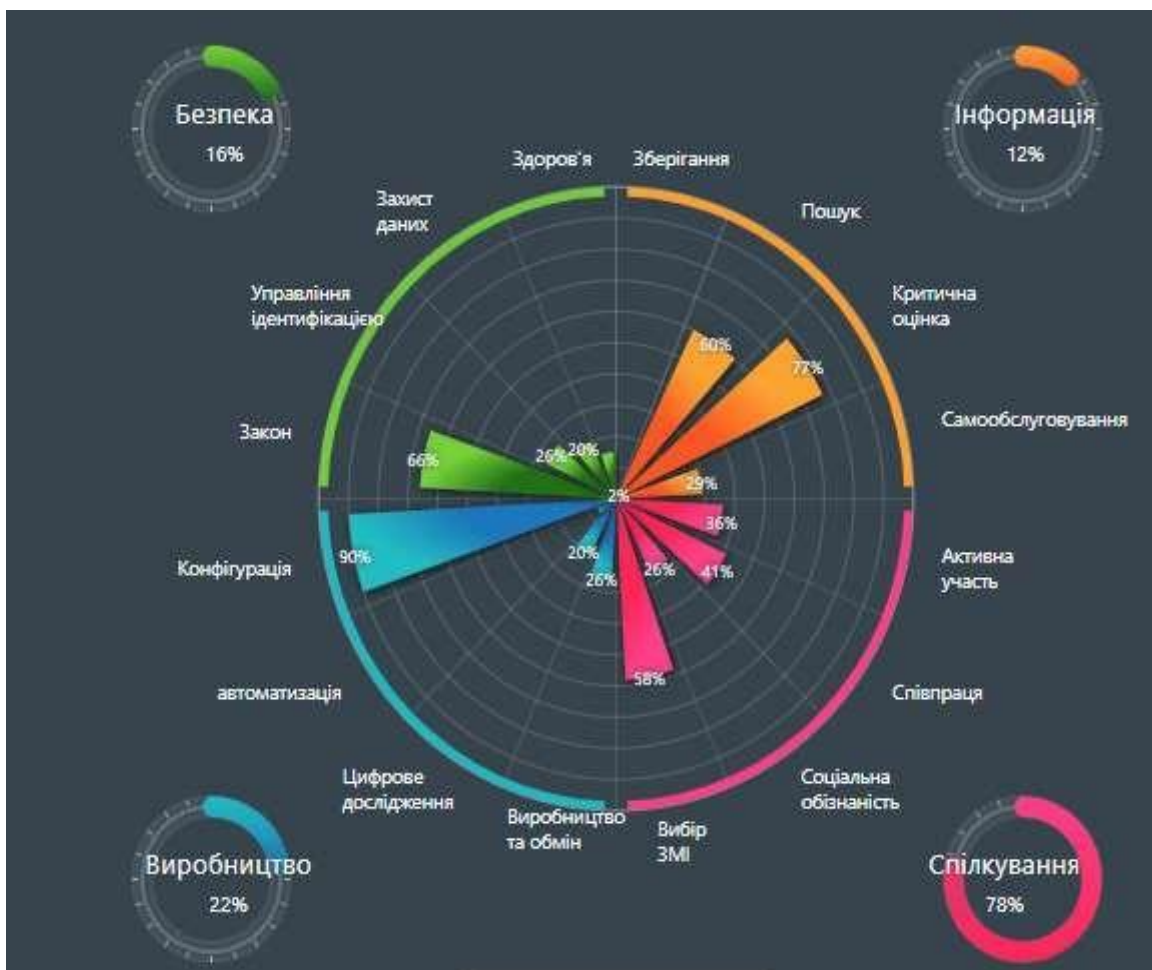 Безпека
16%
Інформація
12%
Здоров'я
Зберігання
Захист
даних
Пошук
Управління
ідентифікацією
Критична
оцінка
Закон
Самообслуговування
60%
77%
66%
26%
20%
2%
29%
36%
90%
20%
26%
26%
41%
58%
Конфігурація
Активна
участь
автоматизація
Співпраця
Цифрове
дослідження
Соціальна
обізнаність
Виробництво
та обмін
Вибір
ЗМІ
Виробництво
22%
Спілкування
78%